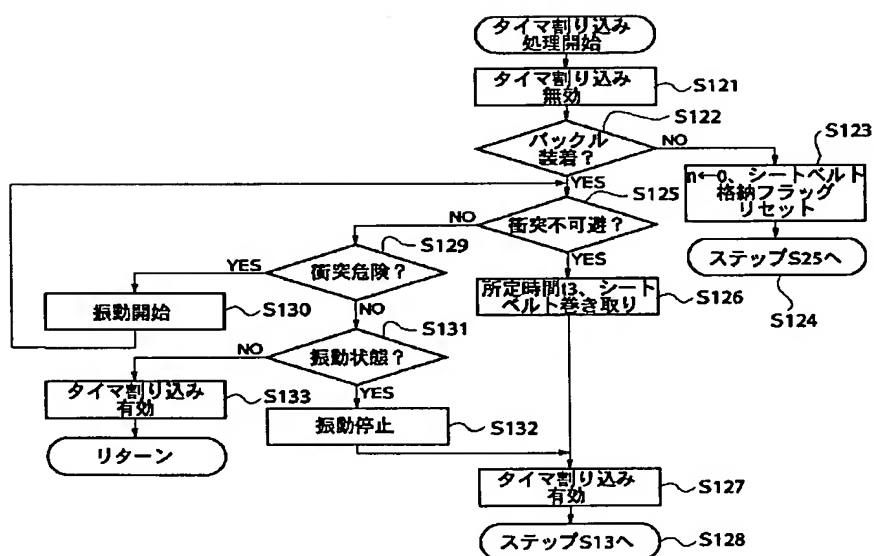 タイマ割り込み
処理開始
タイマ割り込み
無効
S121
S122
バックル
装着？
NO
S123
YES
n←0、シートベルト
格納フラッグ
リセット
S125
NO
衝突不可避？
S129
ステップS25へ
YES
衝突危険？
YES
所定時間t3、シート
ベルト巻き取り
S126
S124
振動開始
S130
NO
S131
NO
振動状態？
タイマ割り込み
有効
S133
YES
振動停止
S132
リターン
タイマ割り込み
有効
S127
ステップS13へ
S128